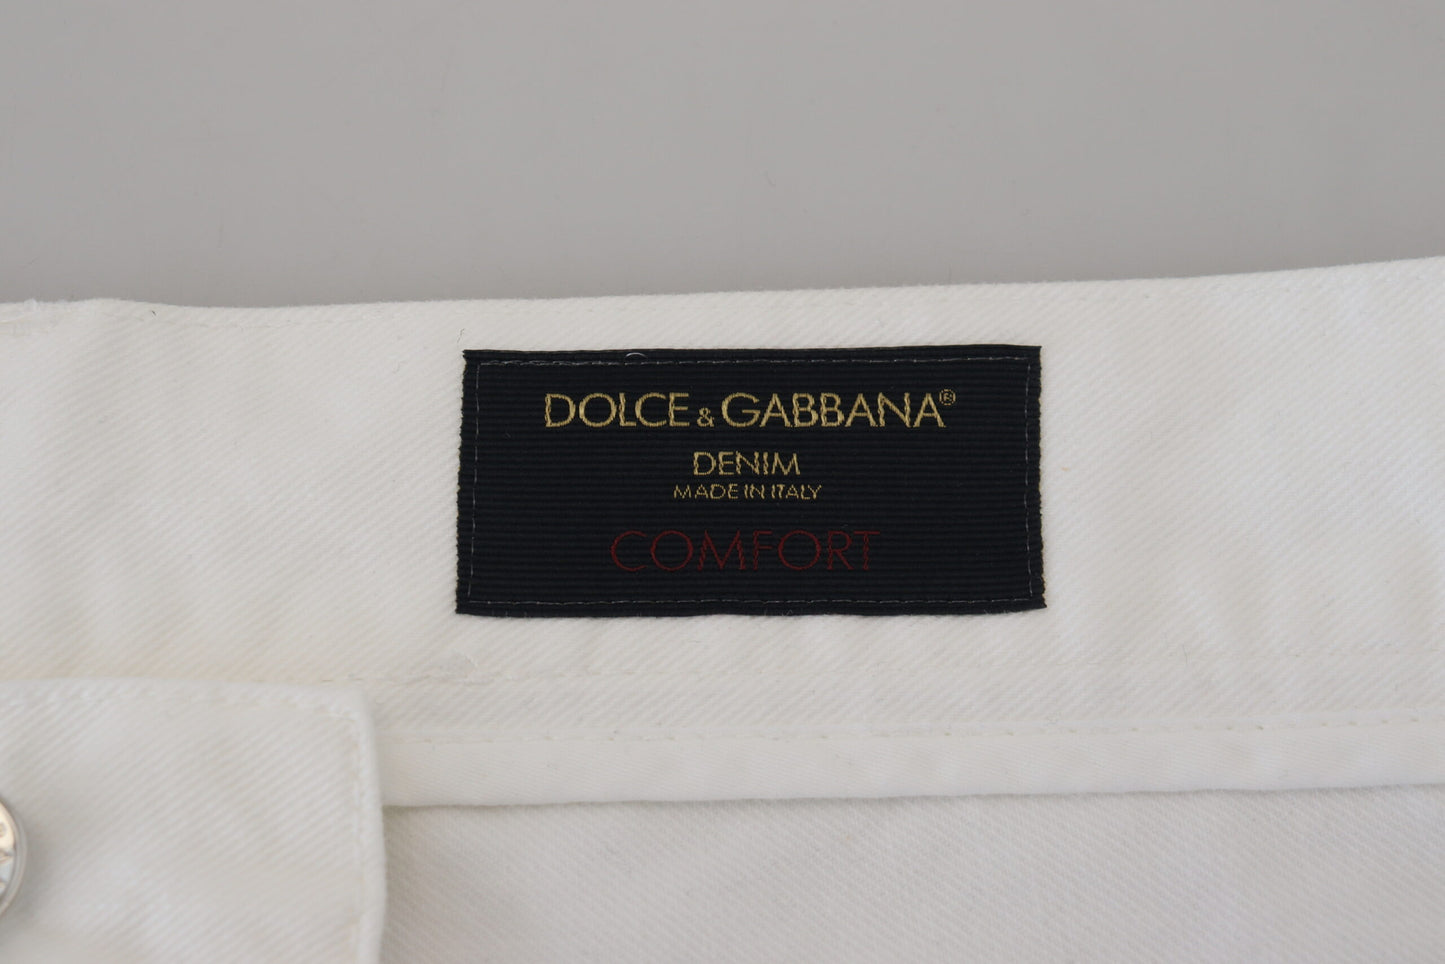 DOLCE & GABBANA®
DENIM
MADE IN ITALY
COMFORT